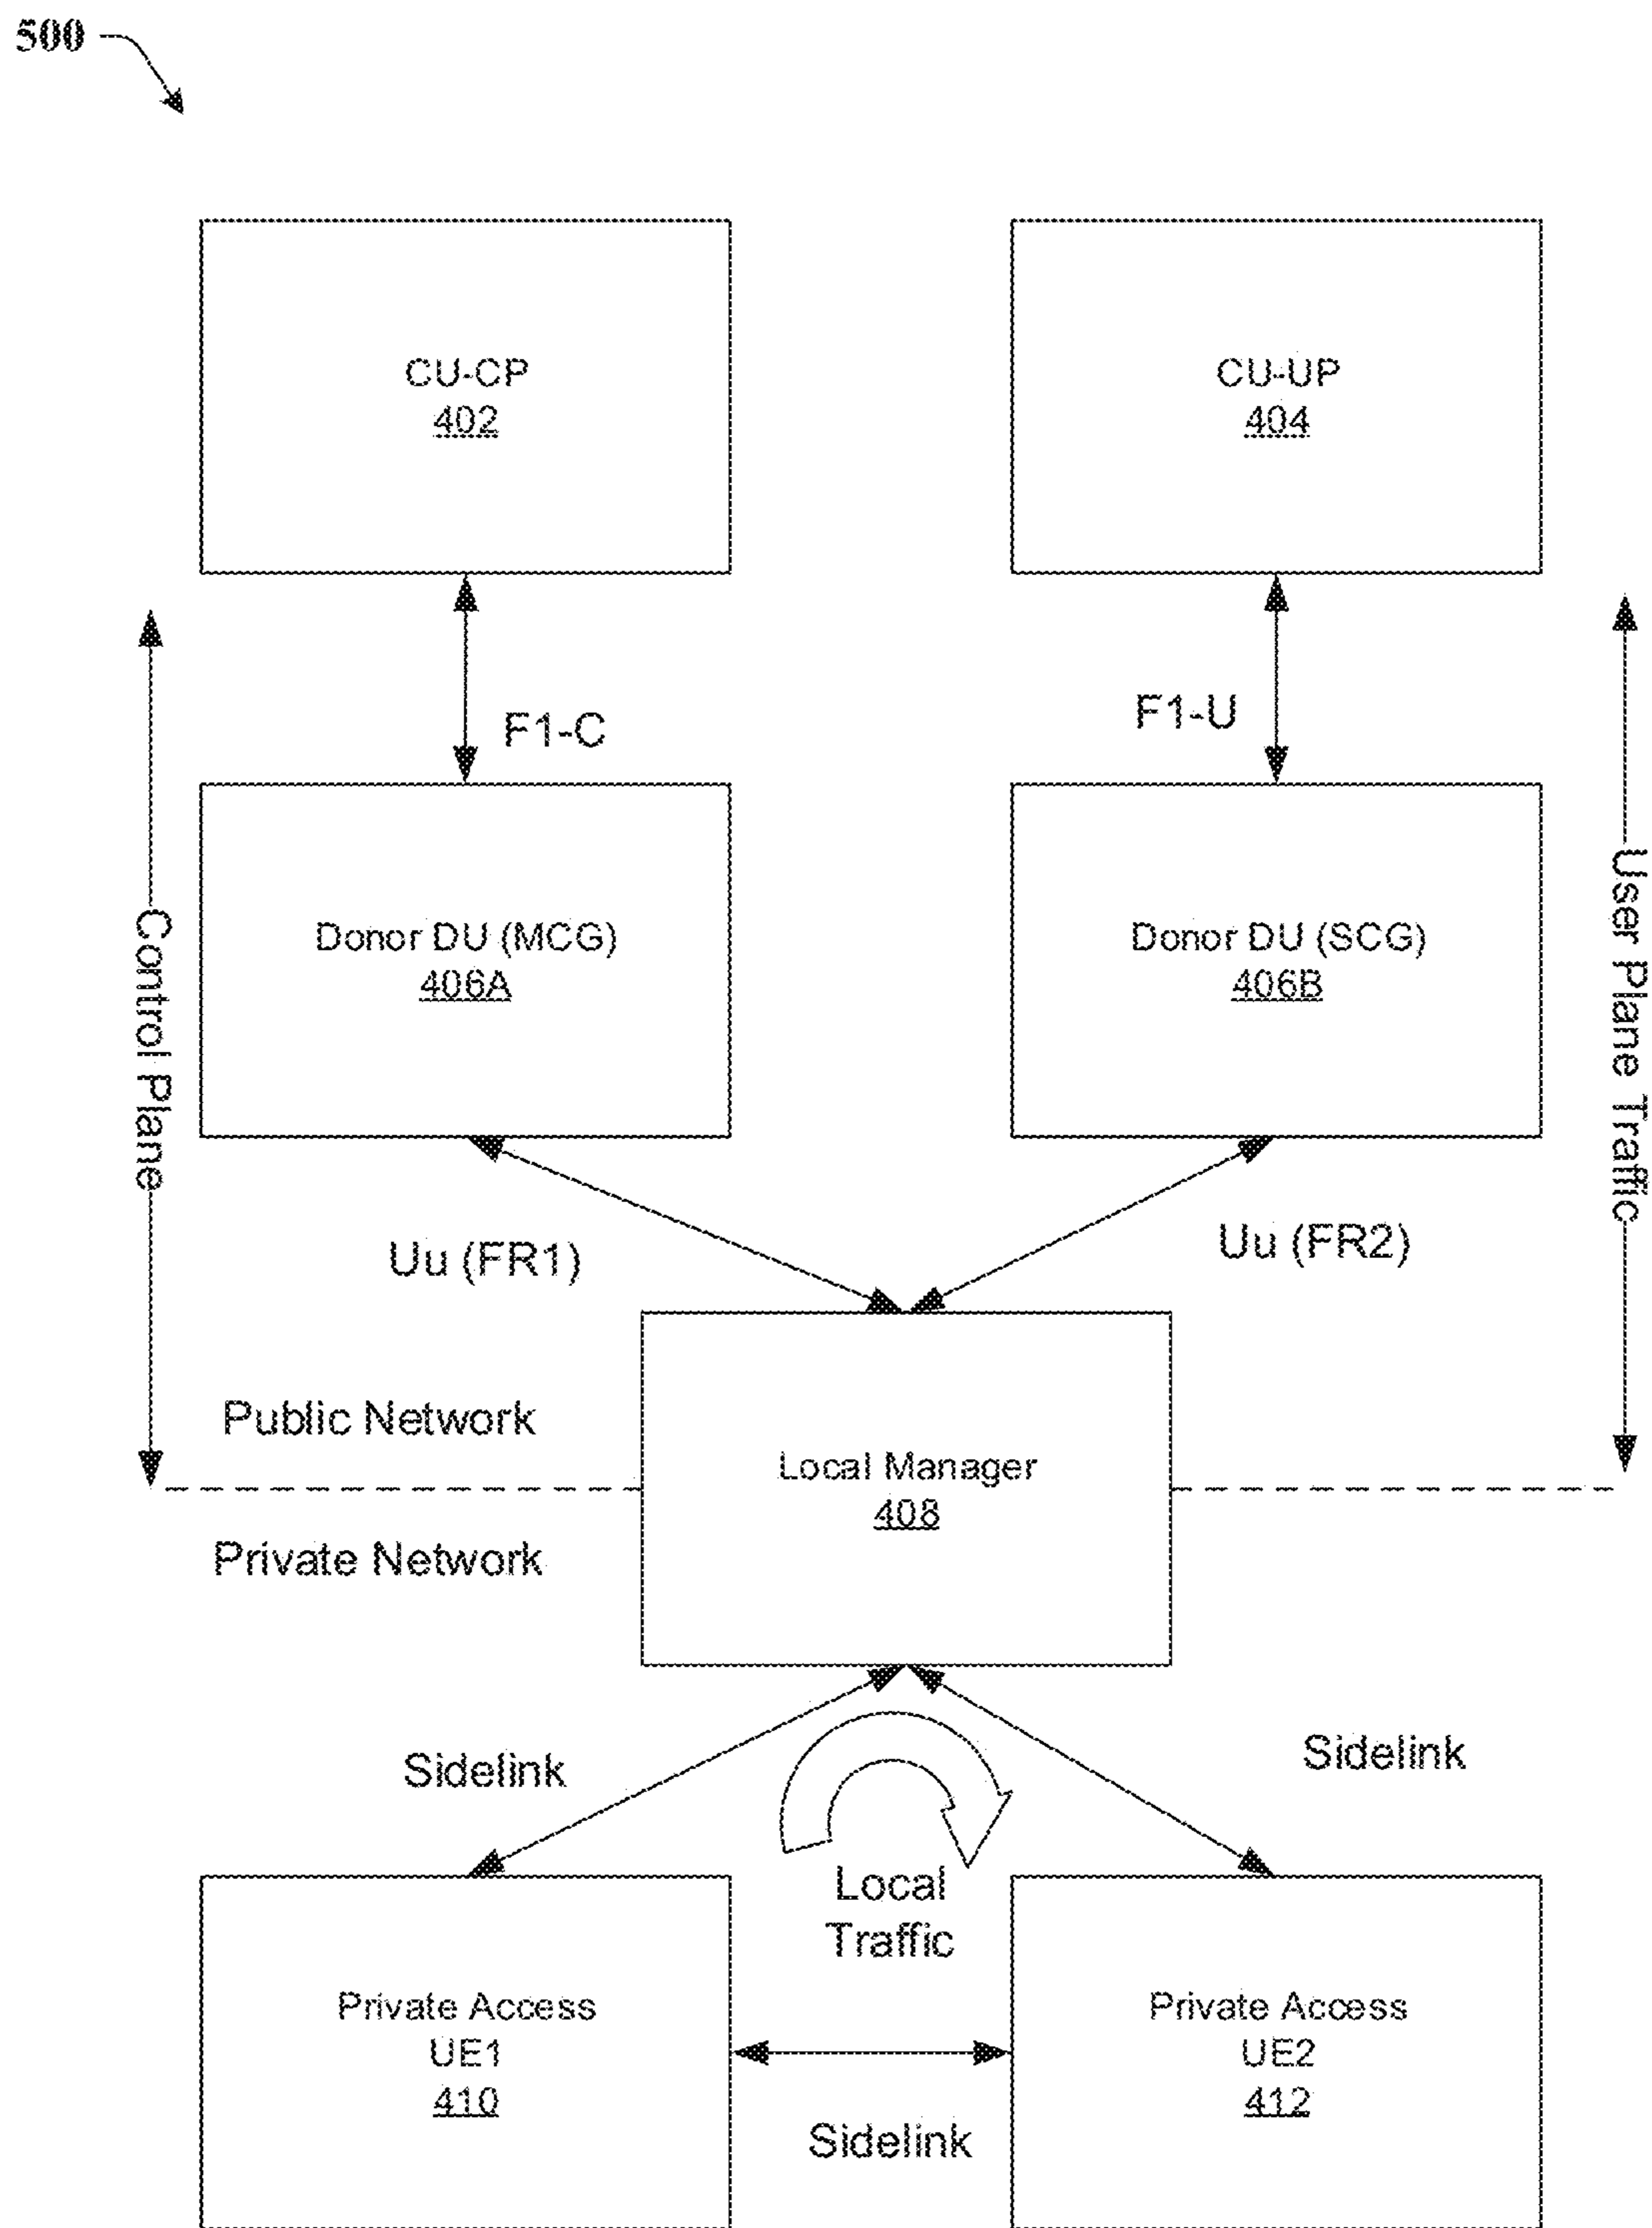 500
CU-CP
402
CU-UP
404
F1-C
F1-U
Control Plane
User Plane Traffic
Donor DU (MCG)
406A
Donor DU (SCG)
406B
Uu (FR1)
Uu (FR2)
Public Network
Local Manager
408
Private Network
Sidelink
Sidelink
Local
Traffic
Private Access
UE1
410
Private Access
UE2
412
Sidelink